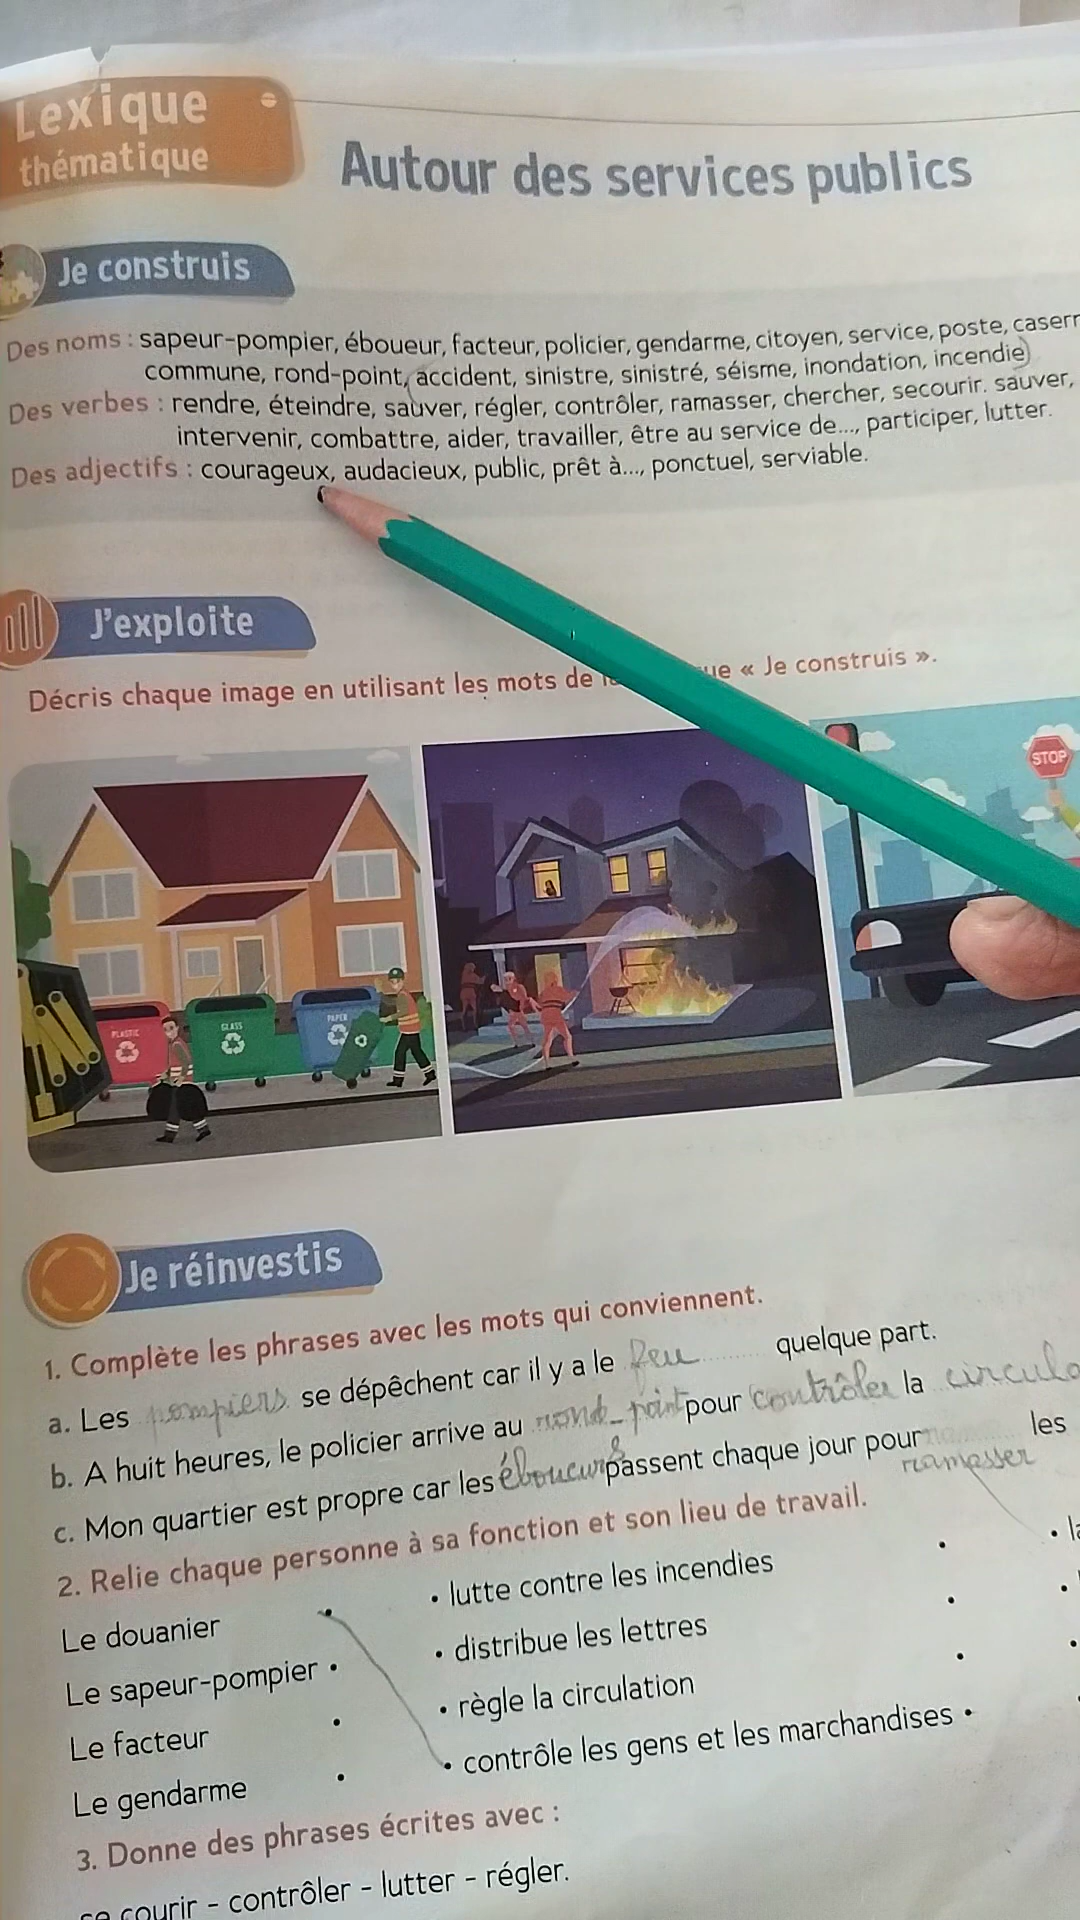 Lexique
thématique
Autour des services publics
Je construis
Des noms : sapeur-pompier, éboueur, facteur, policier, gendarme, citoyen, service, poste,
commune, rond-point, accident, sinistre, sinistré, séisme, inondation, incendie
Des verbes : rendre, éteindre, sauver, régler, contrôler, ramasser, chercher, secourir. sauver,
intervenir, combattre, aider, travailler, être au service de..., participer, lutter.
Des adjectifs : courageux, audacieux, public, prêt à..., ponctuel, serviable.
J'exploite
Décris chaque image en utilisant les mots de « Je construis ».
STOP
PLASTIC
GLASS
PAPER
Je réinvestis
1. Complète les phrases avec les mots qui conviennent.
a. Les pompiers se dépêchent car il y a le feu quelque part.
b. A huit heures, le policier arrive au rond-point pour contrôler la
c. Mon quartier est propre car les éboueurs passent chaque jour pour ramasser les
2. Relie chaque personne à sa fonction et son lieu de travail.
Le douanier • • lutte contre les incendies •
Le sapeur-pompier • • distribue les lettres •
Le facteur • • règle la circulation •
Le gendarme • • contrôle les gens et les marchandises •
3. Donne des phrases écrites avec :
courir - contrôler - lutter - régler.